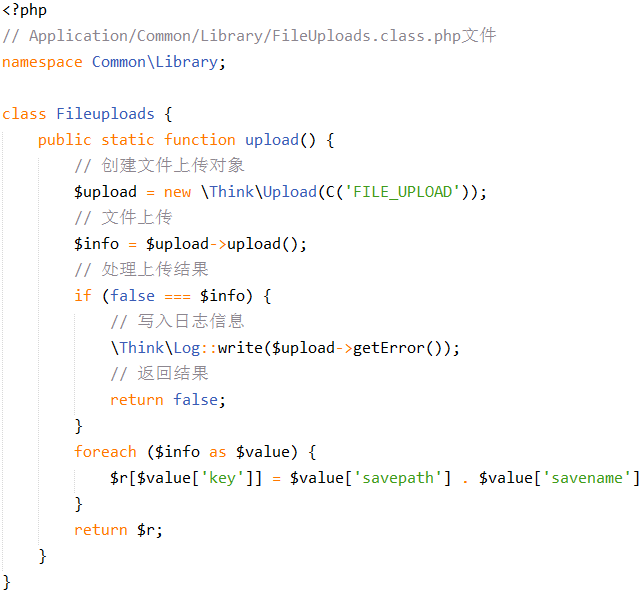 <?php
// Application/Common/Library/FileUploads.class.php文件
namespace Common\Library;
class Fileuploads {
public static function upload() {
// 创建文件上传对象
$upload = new \Think\Upload(C('FILE_UPLOAD'));
// 文件上传
$info = $upload->upload();
// 处理上传结果
if (false === $info) {
// 写入日志信息
\Think\Log::write($upload->getError());
// 返回结果
return false;
}
foreach ($info as $value) {
$r[$value['key']] = $value['savepath'] . $value['savename']
}
return $r;
}
}